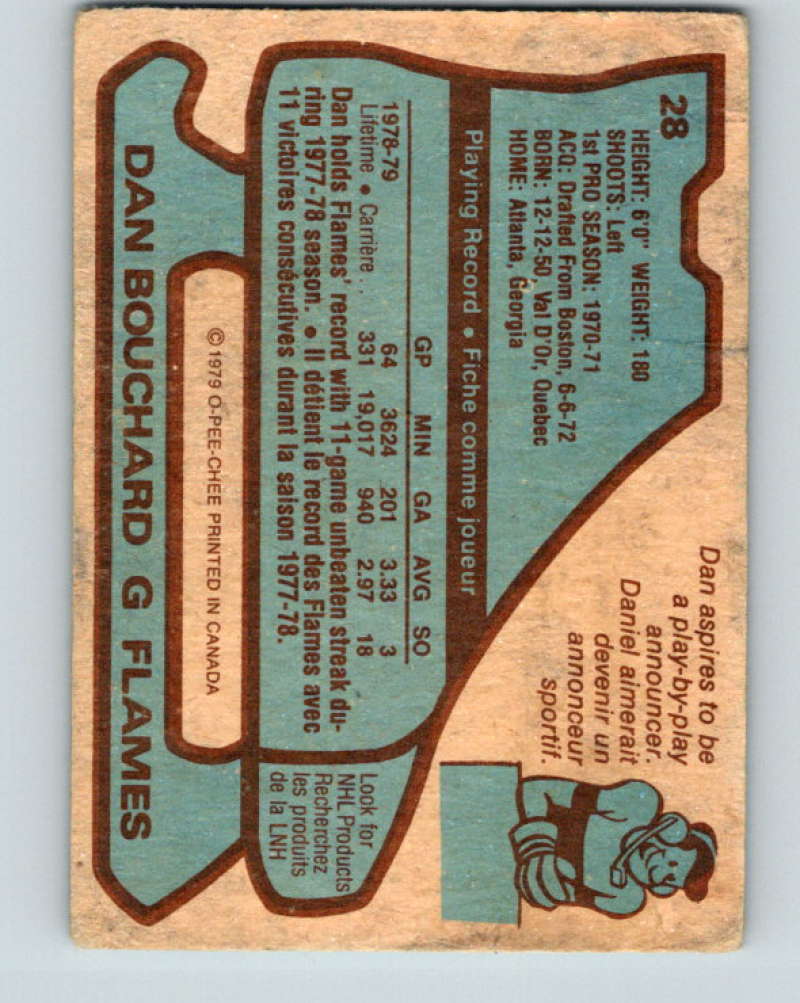 28
HEIGHT: 6'0" WEIGHT: 180
SHOOTS: Left
1st PRO SEASON: 1970-71
ACQ: Drafted From Boston, 6-6-72
BORN: 12-12-50, Val D'Or, Quebec
HOME: Atlanta, Georgia
Dan aspires to be
a play-by-play
announcer.
Daniel aimerait
devenir un
annonceur
sportif.
Playing Record • Fiche comme joueur
GP MIN GA AVG SO
1978-79 64 3624 201 3.33 3
Lifetime • Carrière . . 331 19,017 940 2.97 18
Dan holds Flames' record with 11-game unbeaten streak du-
ring 1977-78 season. • Il détient le record des Flames avec
11 victoires consécutives durant la saison 1977-78.
Look for
NHL Products
Recherchez
les produits
de la LNH
© 1979 O-PEE-CHEE PRINTED IN CANADA
DAN BOUCHARD G FLAMES